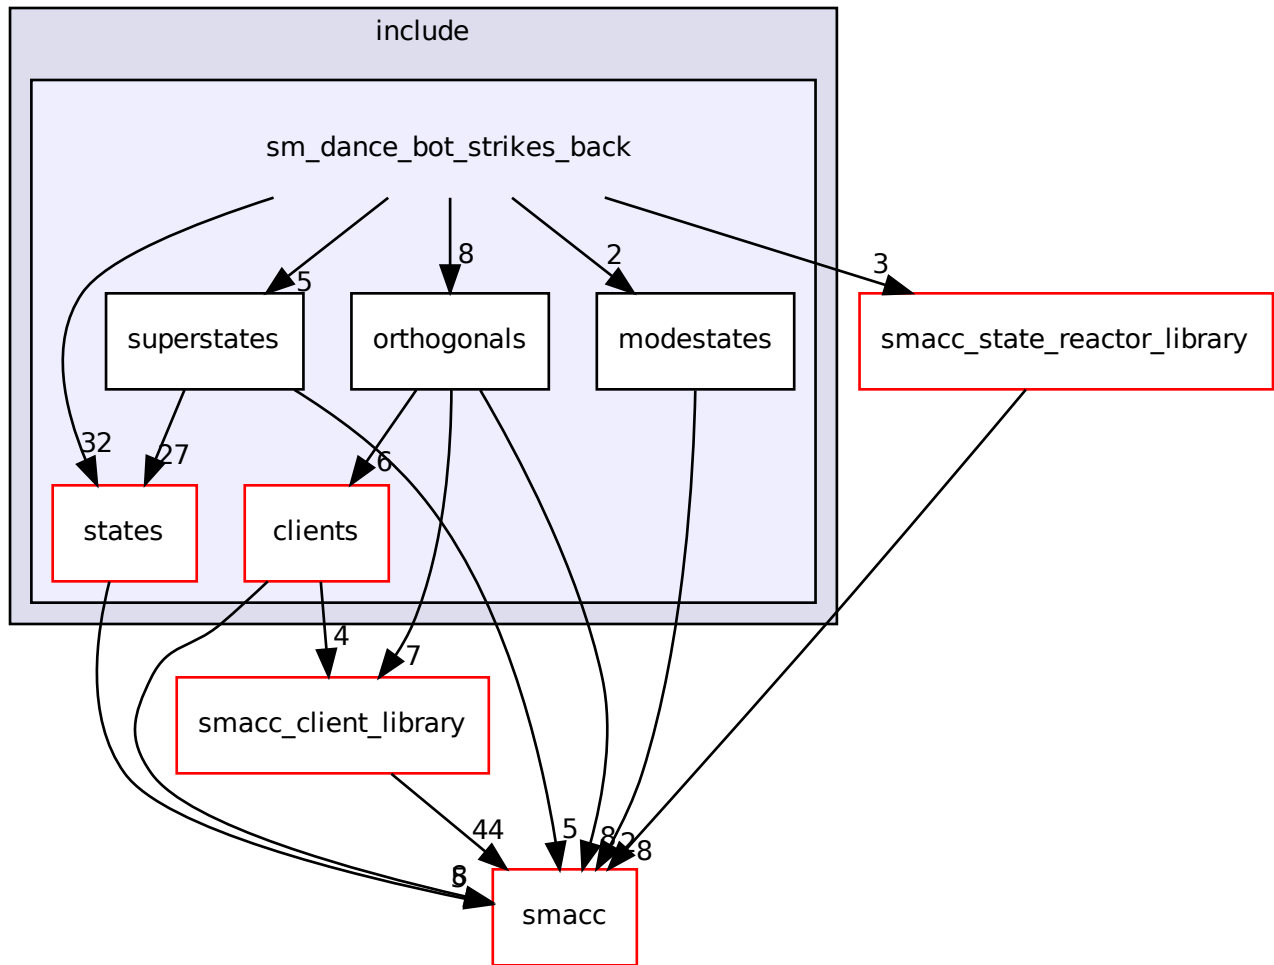 include
sm_dance_bot_strikes_back
8
2
3
5
superstates
orthogonals
modestates
smacc_state_reactor_library
32
27
6
states
clients
4
7
smacc_client_library
44
5
8
2
8
smacc